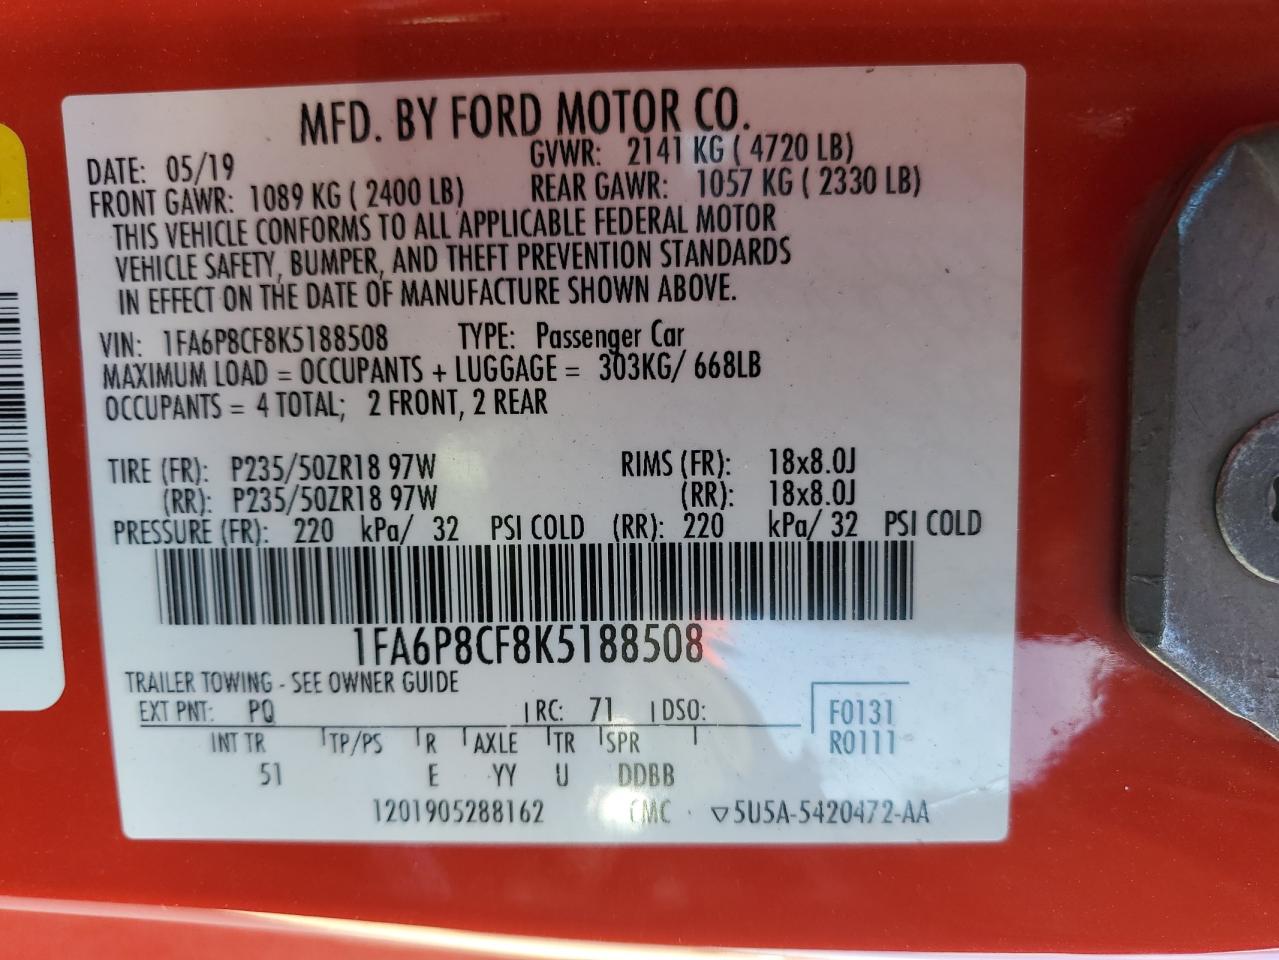 MFD. BY FORD MOTOR CO.
DATE: 05/19 GVWR: 2141 KG ( 4720 LB)
FRONT GAWR: 1089 KG ( 2400 LB) REAR GAWR: 1057 KG ( 2330 LB)
THIS VEHICLE CONFORMS TO ALL APPLICABLE FEDERAL MOTOR
VEHICLE SAFETY, BUMPER, AND THEFT PREVENTION STANDARDS
IN EFFECT ON THE DATE OF MANUFACTURE SHOWN ABOVE.
VIN: 1FA6P8CF8K5188508 TYPE: Passenger Car
MAXIMUM LOAD = OCCUPANTS + LUGGAGE = 303KG/ 668LB
OCCUPANTS = 4 TOTAL; 2 FRONT, 2 REAR
TIRE (FR): P235/50ZR18 97W RIMS (FR): 18x8.0J
(RR): P235/50ZR18 97W (RR): 18x8.0J
PRESSURE (FR): 220 kPa/ 32 PSI COLD (RR): 220 kPa/ 32 PSI COLD
1FA6P8CF8K5188508
TRAILER TOWING - SEE OWNER GUIDE
EXT PNT: PQ RC: 71 DSO: F0131
INT TR TP/PS R AXLE TR SPR R0111
51 E YY U DDBB
1201905288162 CMC ▽5U5A-5420472-AA